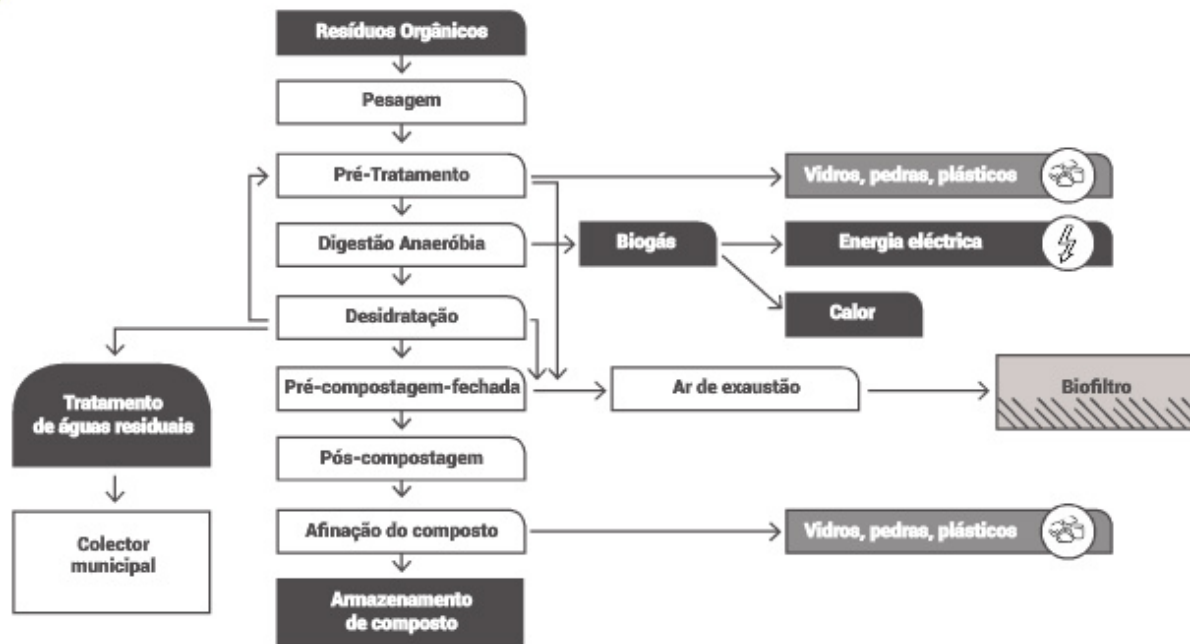 Resíduos Orgânicos
Pesagem
Pré-Tratamento
Vidros, pedras, plásticos
Digestão Anaeróbia
Biogás
Energia eléctrica
Calor
Desidratação
Tratamento
de águas residuais
Pré-compostagem-fechada
Ar de exaustão
Biofiltro
Pós-compostagem
Colector
municipal
Afinação do composto
Vidros, pedras, plásticos
Armazenamento
de composto